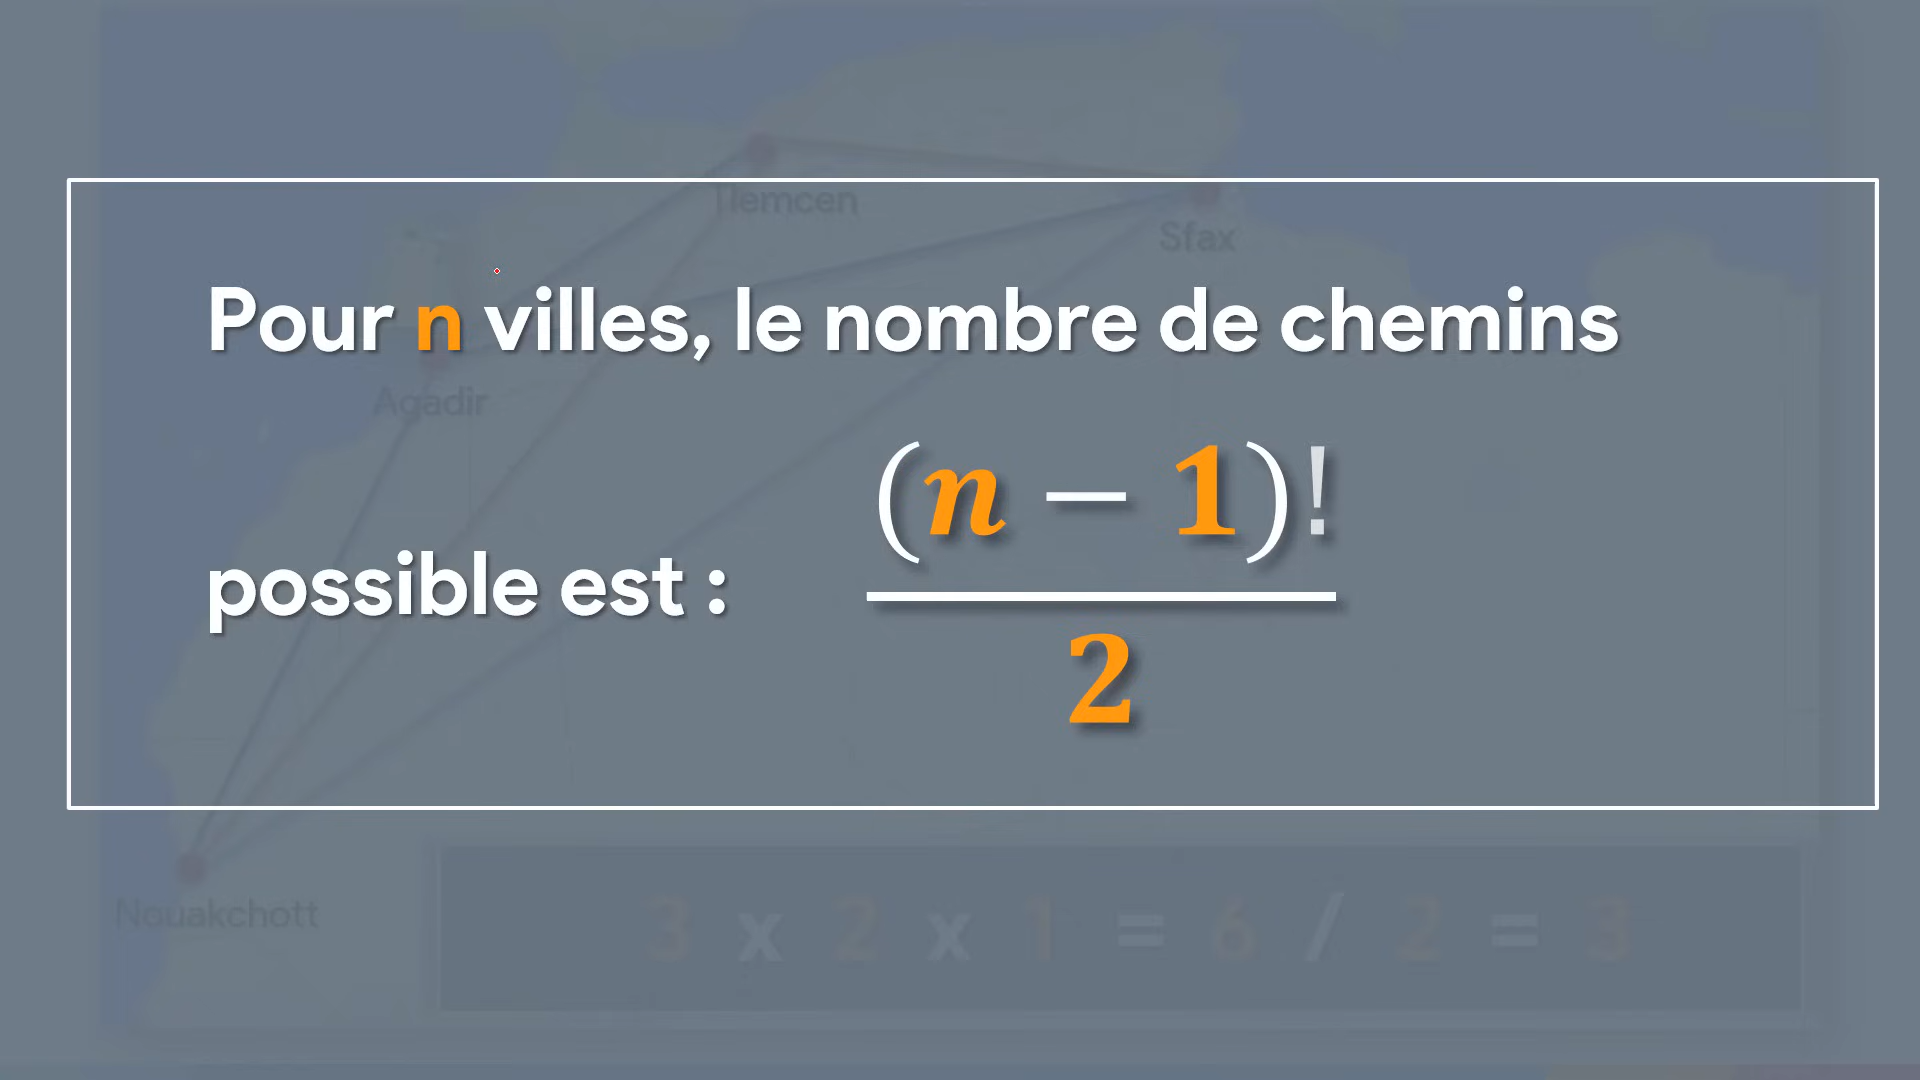 Tlemcen
Sfax
Pour n villes, le nombre de chemins
Agadir
possible est :
(n − 1)!
2
Nouakchott
3 x 2 x 1 = 6 / 2 = 3